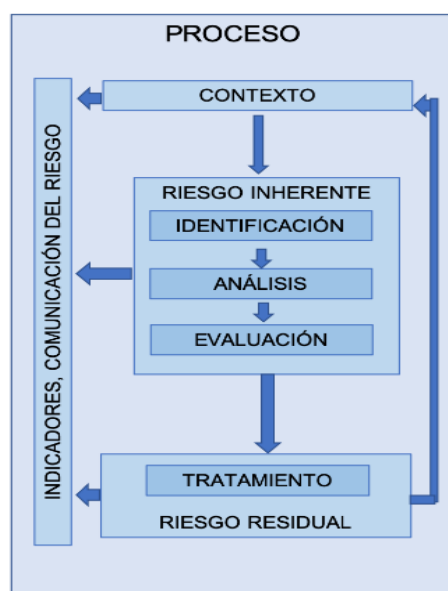 PROCESO
CONTEXTO
INDICADORES, COMUNICACIÓN DEL RIESGO
RIESGO INHERENTE
IDENTIFICACIÓN
ANÁLISIS
EVALUACIÓN
TRATAMIENTO
RIESGO RESIDUAL